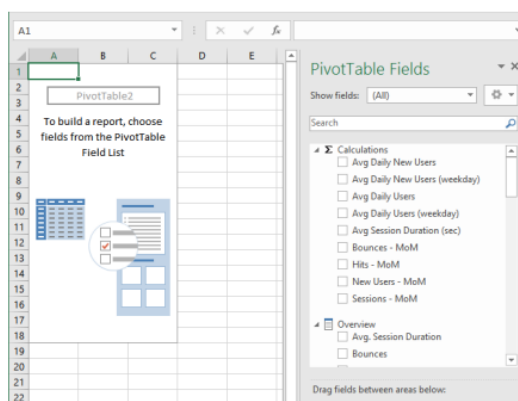 A1
fx
A B C D E
1
2
3
4
5
6
7
8
9
10
11
12
13
14
15
16
17
18
19
20
21
22
PivotTable2
To build a report, choose
fields from the PivotTable
Field List
PivotTable Fields
Show fields: (All)
Search
Σ Calculations
Avg Daily New Users
Avg Daily New Users (weekday)
Avg Daily Users
Avg Daily Users (weekday)
Avg Session Duration (sec)
Bounces - MoM
Hits - MoM
New Users - MoM
Sessions - MoM
Overview
Avg. Session Duration
Bounces
Drag fields between areas below: